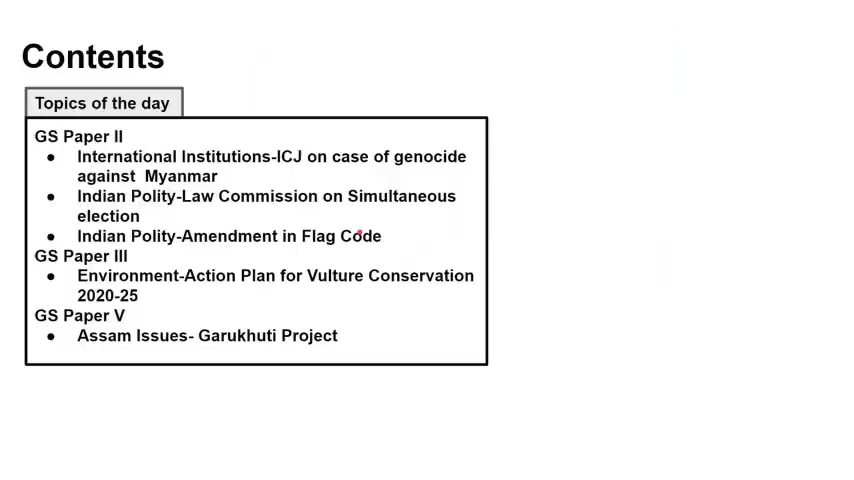 Contents
Topics of the day
GS Paper II
● International Institutions-ICJ on case of genocide
against Myanmar
● Indian Polity-Law Commission on Simultaneous
election
● Indian Polity-Amendment in Flag Code
GS Paper III
● Environment-Action Plan for Vulture Conservation
2020-25
GS Paper V
● Assam Issues- Garukhuti Project